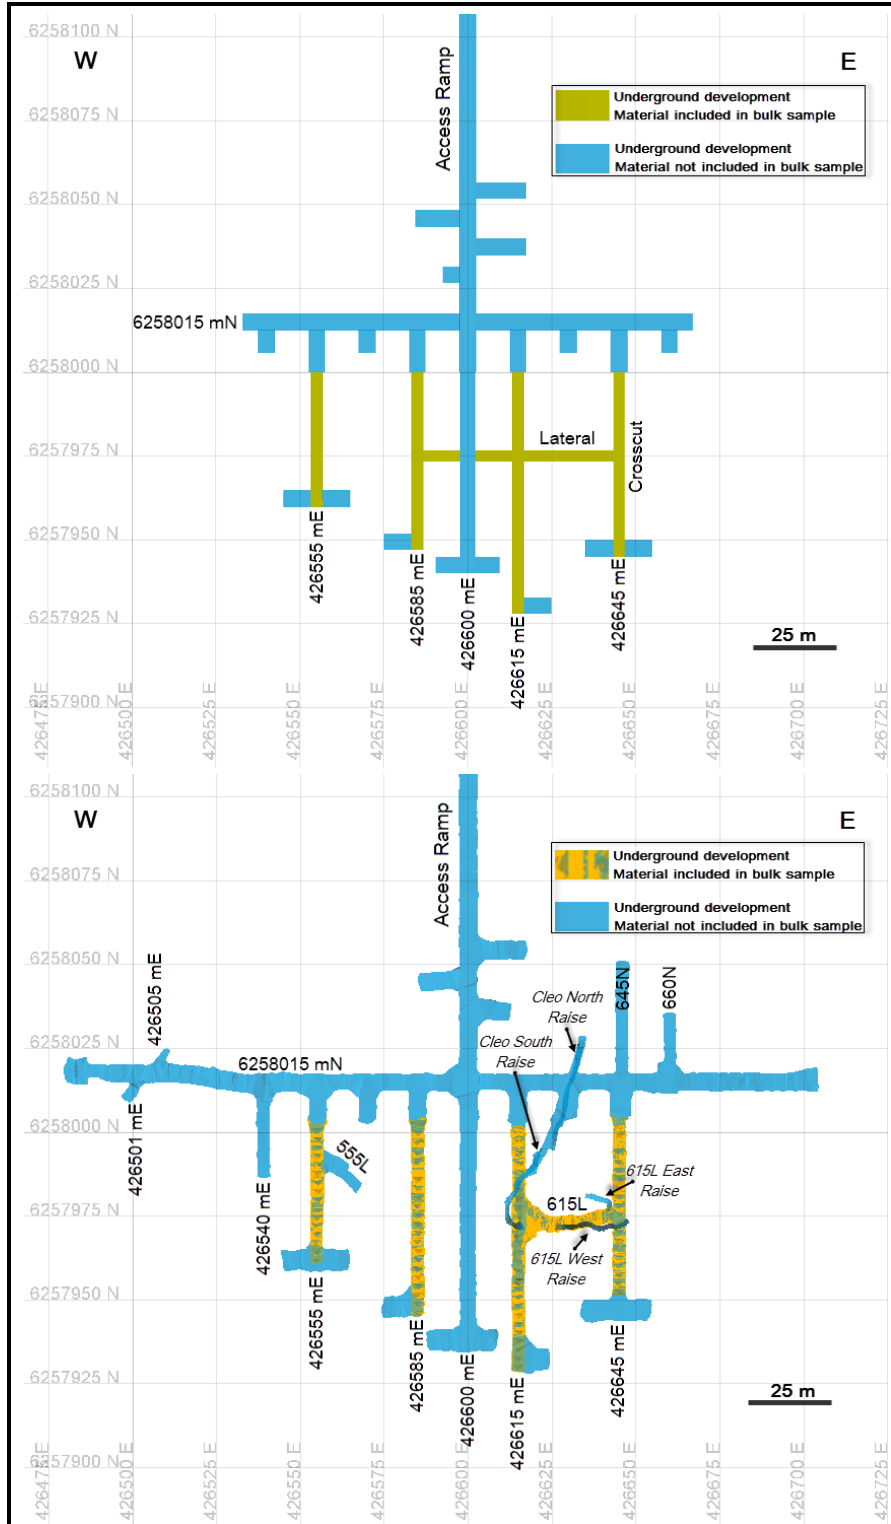 6258100 N
W
E
Access Ramp
Underground development
Material included in bulk sample
6258075 N
Underground development
Material not included in bulk sample
6258050 N
6258025 N
6258015 mN
6258000 N
Lateral
Crosscut
6257975 N
6257950 N
426555 mE
426585 mE
426600 mE
426615 mE
426645 mE
6257925 N
25 m
6257900 N
426475 E
426500 E
426525 E
426550 E
426575 E
426600 E
426625 E
426650 E
426675 E
426700 E
426725 E
6258100 N
W
E
Access Ramp
Underground development
Material included in bulk sample
6258075 N
Underground development
Material not included in bulk sample
6258050 N
426505 mE
Cleo North
Raise
645N
660N
6258025 N
Cleo South
Raise
6258015 mN
426501 mE
6258000 N
555L
426540 mE
615L East
Raise
615L
6257975 N
615L West
Raise
6257950 N
426555 mE
426585 mE
426600 mE
426615 mE
426645 mE
6257925 N
25 m
6257900 N
426475 E
426500 E
426525 E
426550 E
426575 E
426600 E
426625 E
426650 E
426675 E
426700 E
426725 E